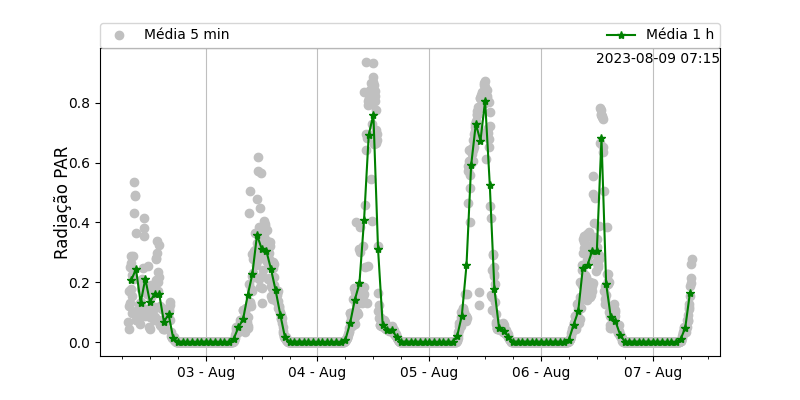 Média 5 min
Média 1 h
2023-08-09 07:15
Radiação PAR
0.8
0.6
0.4
0.2
0.0
03 - Aug
04 - Aug
05 - Aug
06 - Aug
07 - Aug